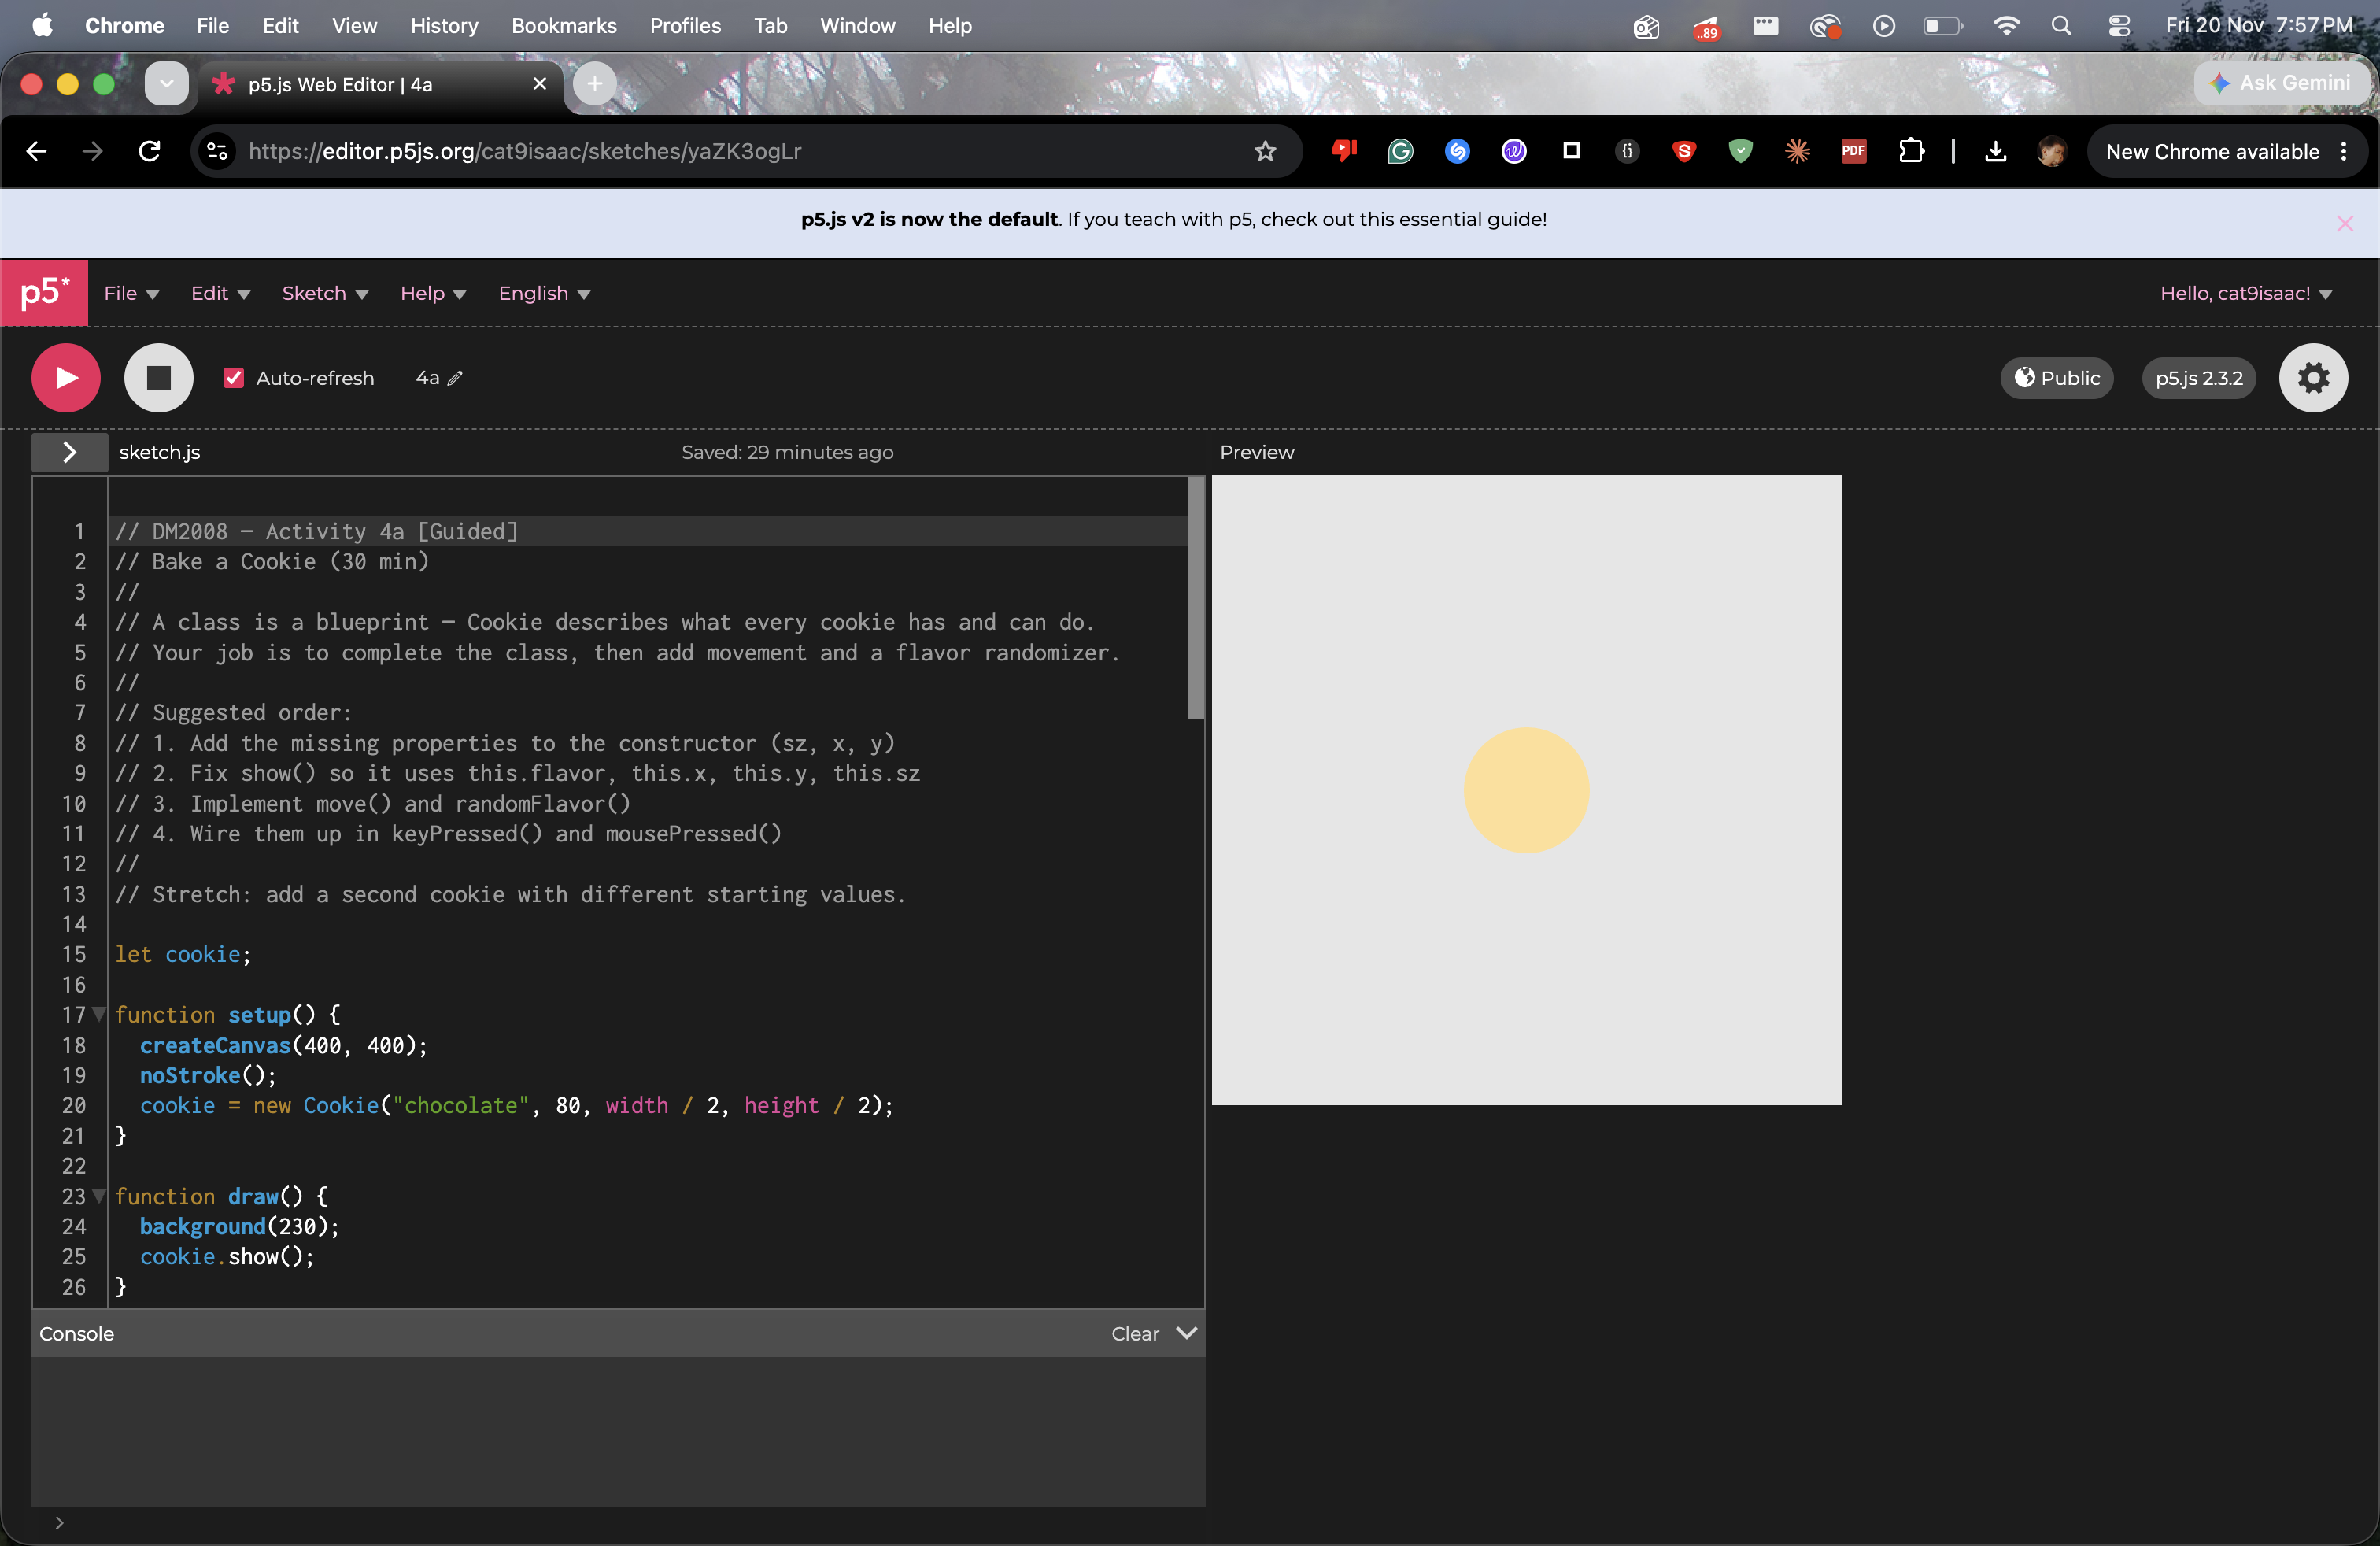 Chrome File Edit View History Bookmarks Profiles Tab Window Help ..89 Fri 20 Nov 7:57 PM
p5.js Web Editor | 4a Ask Gemini
https://editor.p5js.org/cat9isaac/sketches/yaZK3ogLr PDF New Chrome available
p5.js v2 is now the default. If you teach with p5, check out this essential guide!
p5* File Edit Sketch Help English Hello, cat9isaac!
Auto-refresh 4a Public p5.js 2.3.2
sketch.js Saved: 29 minutes ago Preview
1 // DM2008 – Activity 4a [Guided]
2 // Bake a Cookie (30 min)
3 //
4 // A class is a blueprint – Cookie describes what every cookie has and can do.
5 // Your job is to complete the class, then add movement and a flavor randomizer.
6 //
7 // Suggested order:
8 // 1. Add the missing properties to the constructor (sz, x, y)
9 // 2. Fix show() so it uses this.flavor, this.x, this.y, this.sz
10 // 3. Implement move() and randomFlavor()
11 // 4. Wire them up in keyPressed() and mousePressed()
12 //
13 // Stretch: add a second cookie with different starting values.
14
15 let cookie;
16
17 function setup() {
18 createCanvas(400, 400);
19 noStroke();
20 cookie = new Cookie("chocolate", 80, width / 2, height / 2);
21 }
22
23 function draw() {
24 background(230);
25 cookie.show();
26 }
Console Clear